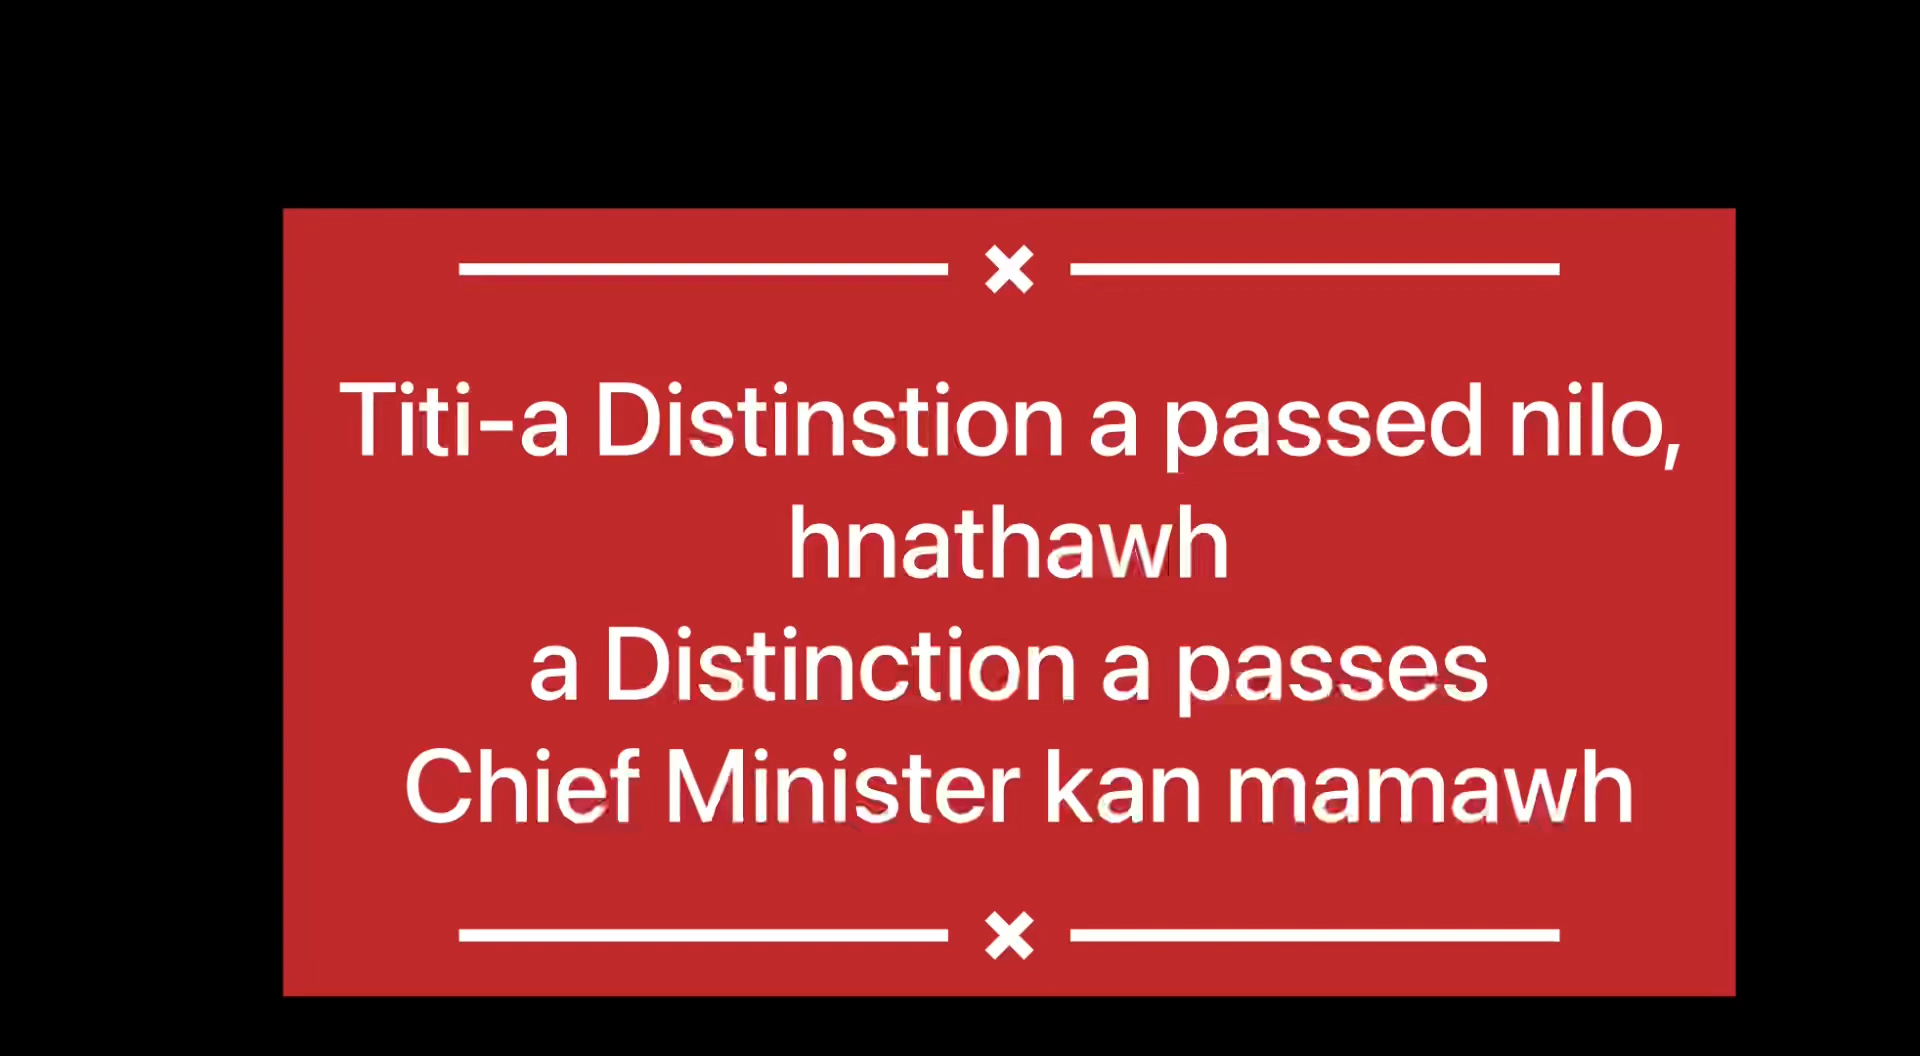 Titi-a Distinstion a passed nilo,
hnathawh
a Distinction a passes
Chief Minister kan mamawh